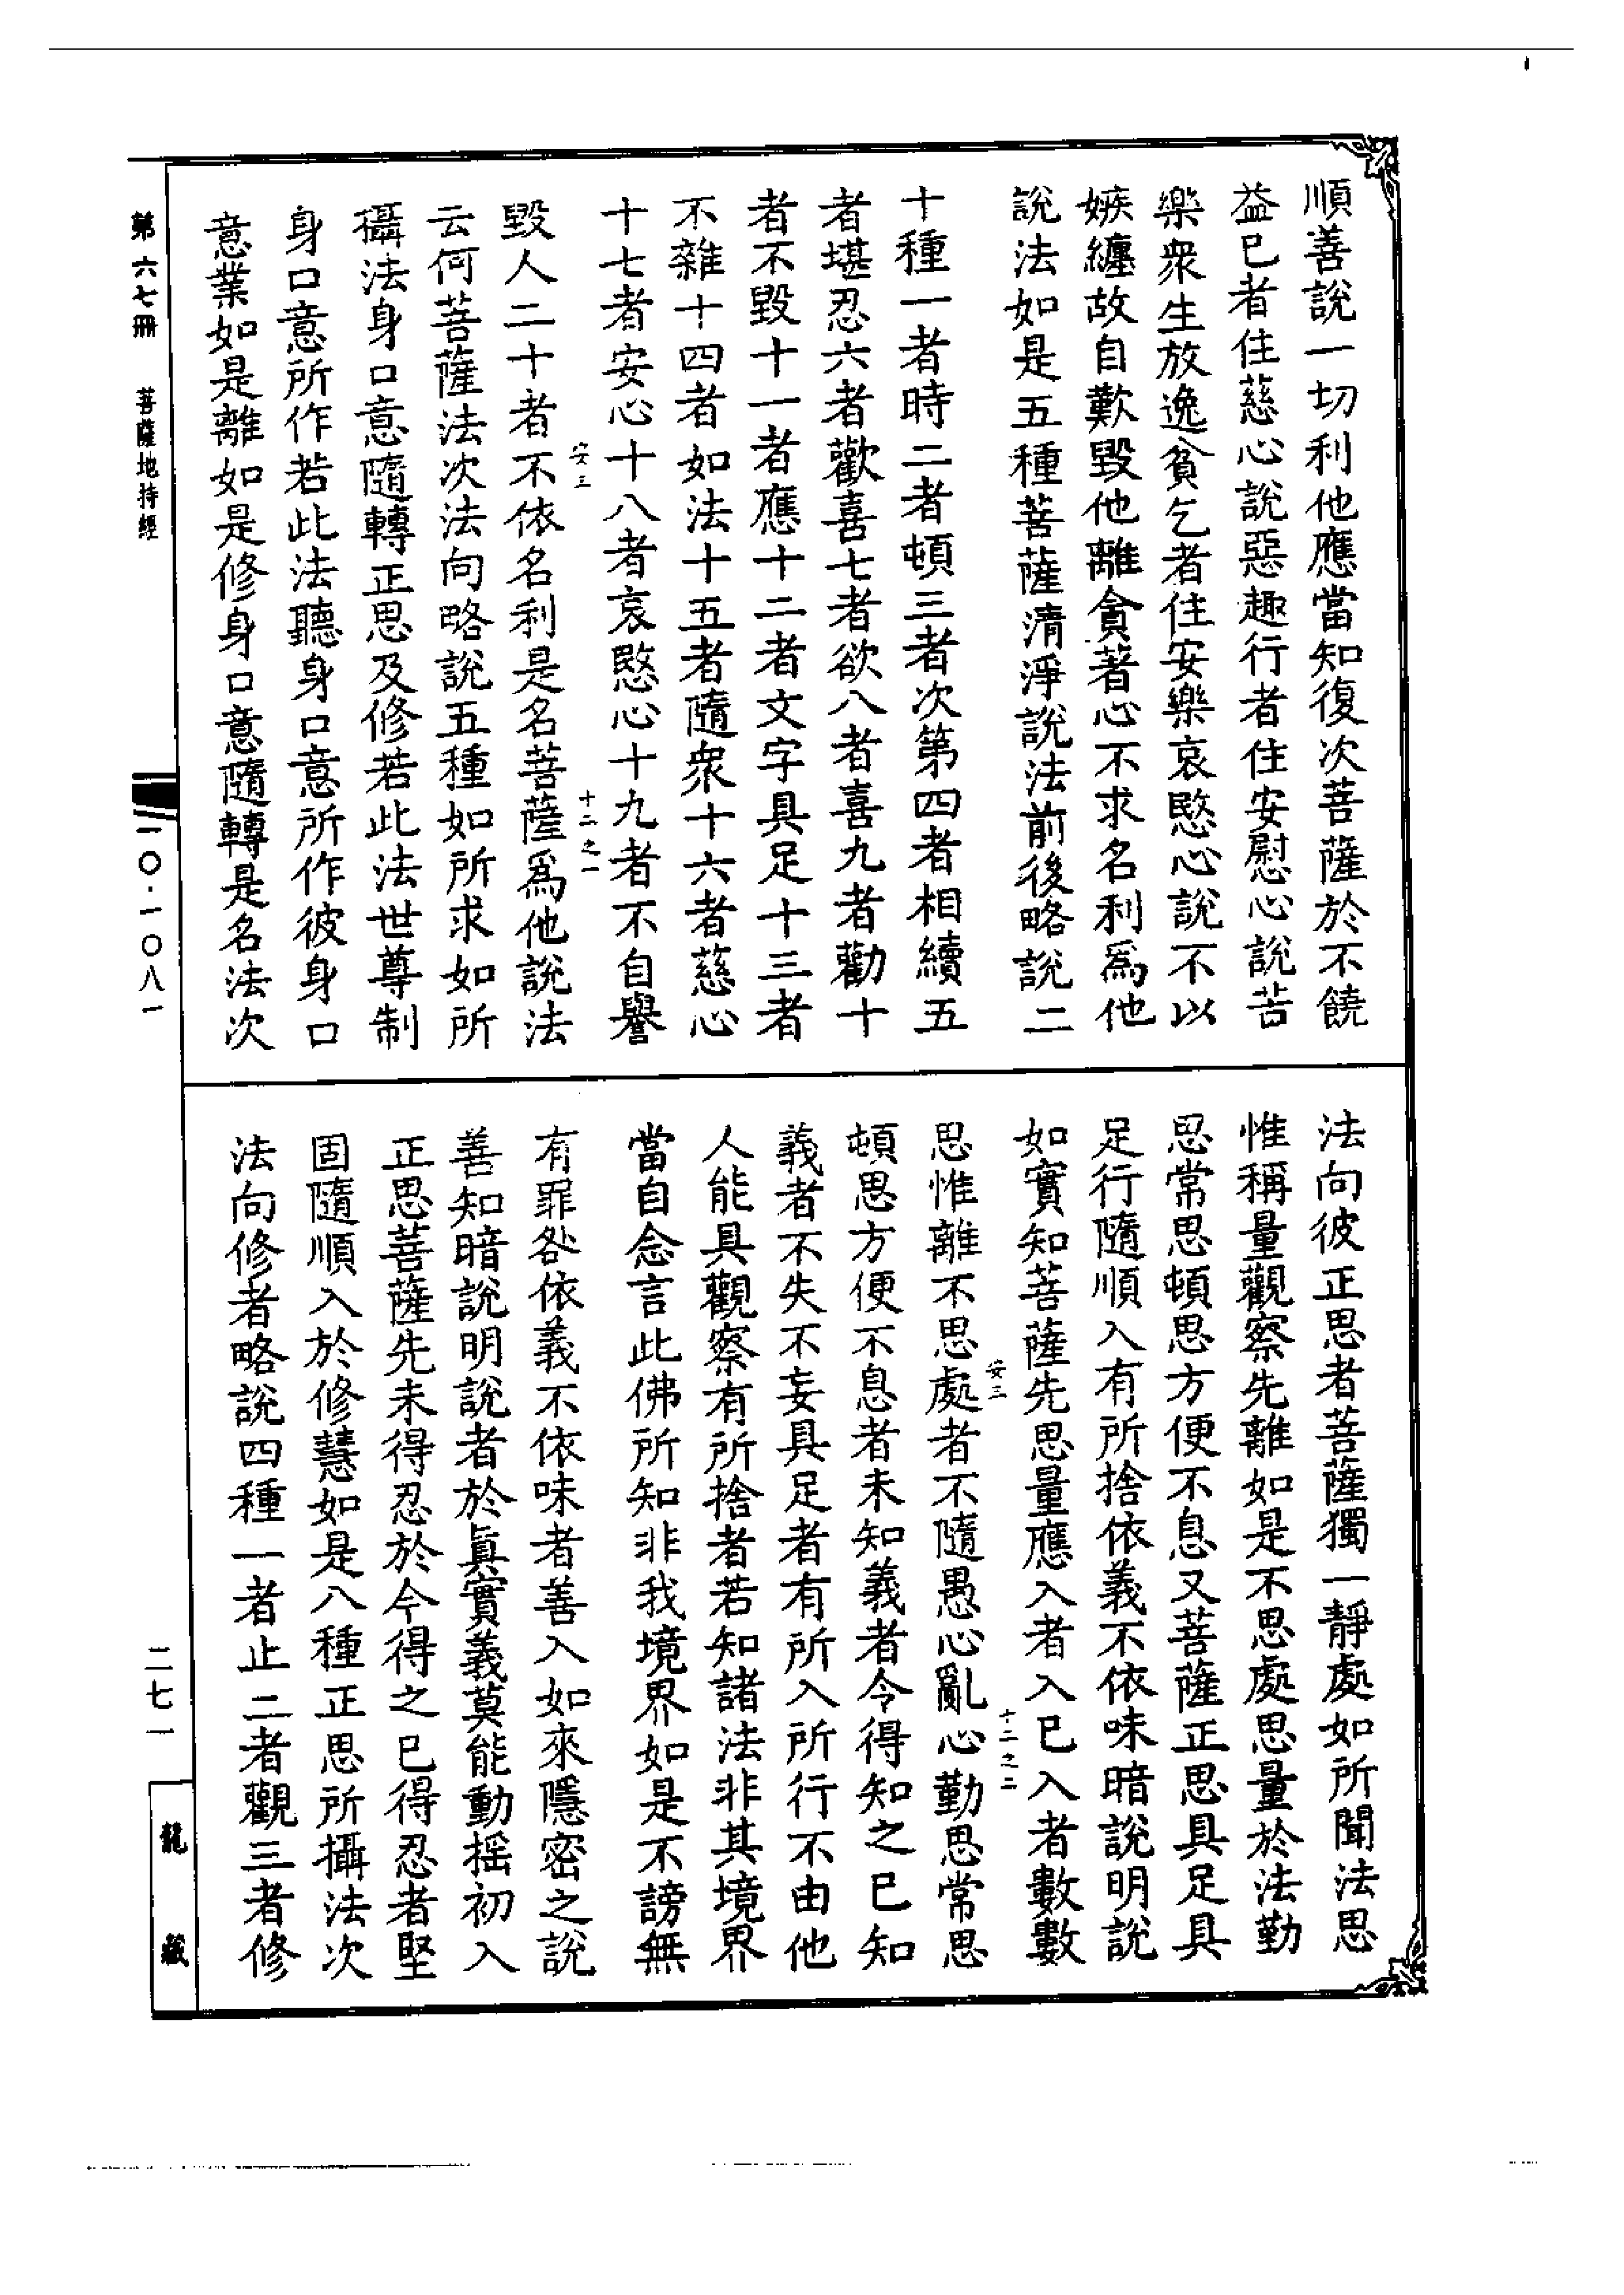 順善說一切利他應當知復次菩薩於不饒
益已者住慈心說惡趣行者住安慰心說苦
樂衆生放逸貧乞者住安樂哀愍心說不以
嫉纏故自歎毀他離貪著心不求名利爲他
說法如是五種菩薩清淨說法前後略說二
十種一者時二者頓三者次第四者相續五
者堪忍六者歡喜七者欲八者喜九者勸十
者不毀十一者應十二者文字具足十三者
不雜十四者如法十五者隨衆十六者慈心
十七者安心十八者哀愍心十九者不自譽
安三
十二之一
毀人二十者不依名利是名菩薩爲他說法
云何菩薩法次法向略說五種如所求如所
攝法身口意隨轉正思及修若此法世尊制
身口意所作若此法聽身口意所作彼身口
意業如是離如是修身口意隨轉是名法次
法向彼正思者菩薩獨一靜處如所聞法思
惟稱量觀察先離如是不思處思量於法勤
思常思頓思方便不息又菩薩正思具足具
足行隨順入有所捨依義不依味暗說明說
如實知菩薩先思量應入者入已入者數數
安三
十二之二
思惟離不思處者不隨愚心亂心勤思常思
頓思方便不息者未知義者令得知之已知
義者不失不妄具足者有所入所行不由他
人能具觀察有所捨者若知諸法非其境界
當自念言此佛所知非我境界如是不謗無
有罪咎依義不依味者善入如來隱密之說
善知暗說明說者於眞實義莫能動搖初入
正思菩薩先未得忍於今得之已得忍者堅
固隨順入於修慧如是八種正思所攝法次
法向修者略說四種一者止二者觀三者修
第六七冊
菩薩地持經
一〇·一〇八一
二七一
龍藏